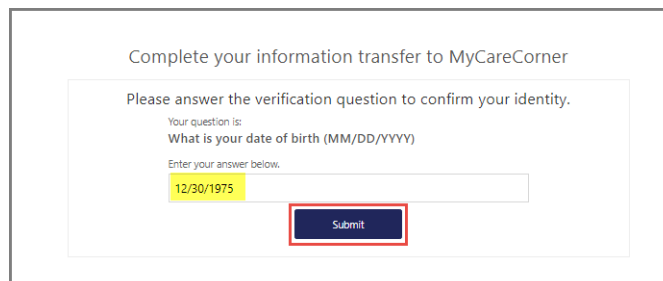 Complete your information transfer to MyCareCorner
Please answer the verification question to confirm your identity.
Your question is:
What is your date of birth (MM/DD/YYYY)
Enter your answer below.
12/30/1975
Submit